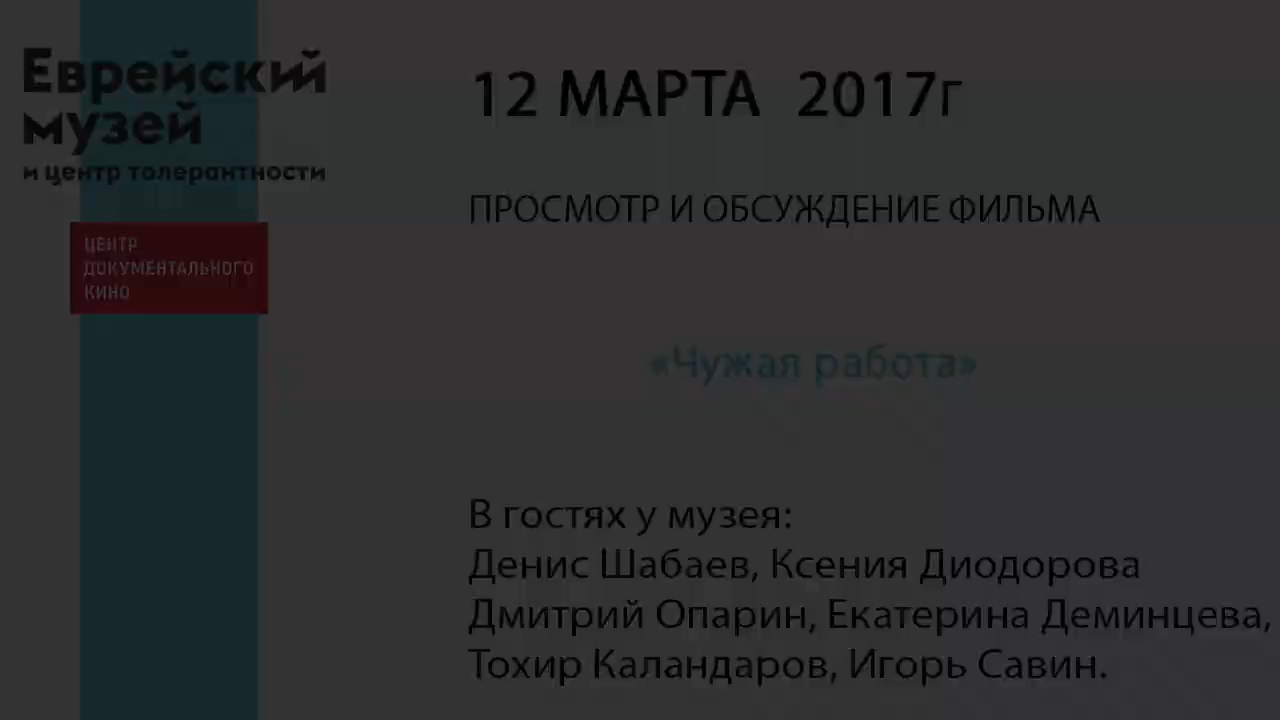 Еврейский
музей
и центр толерантности
ЦЕНТР
ДОКУМЕНТАЛЬНОГО
КИНО
12 МАРТА 2017г
ПРОСМОТР И ОБСУЖДЕНИЕ ФИЛЬМА
«Чужая работа»
В гостях у музея:
Денис Шабаев, Ксения Диодорова
Дмитрий Опарин, Екатерина Деминцева,
Тохир Каландаров, Игорь Савин.